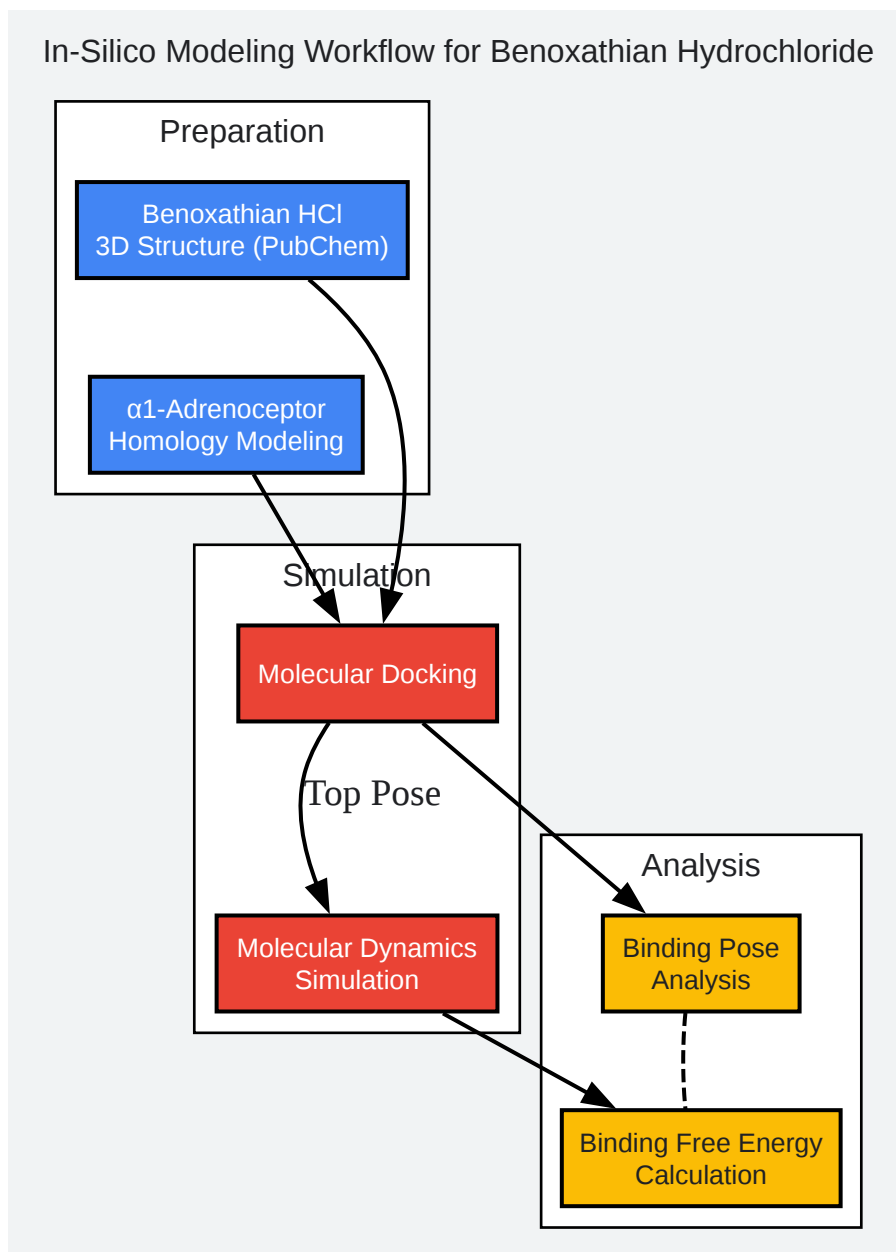 In-Silico Modeling Workflow for Benoxathian Hydrochloride
Preparation
Benoxathian HCl
3D Structure (PubChem)
α1-Adrenoceptor
Homology Modeling
Simulation
Molecular Docking
Top Pose
Molecular Dynamics
Simulation
Analysis
Binding Pose
Analysis
Binding Free Energy
Calculation